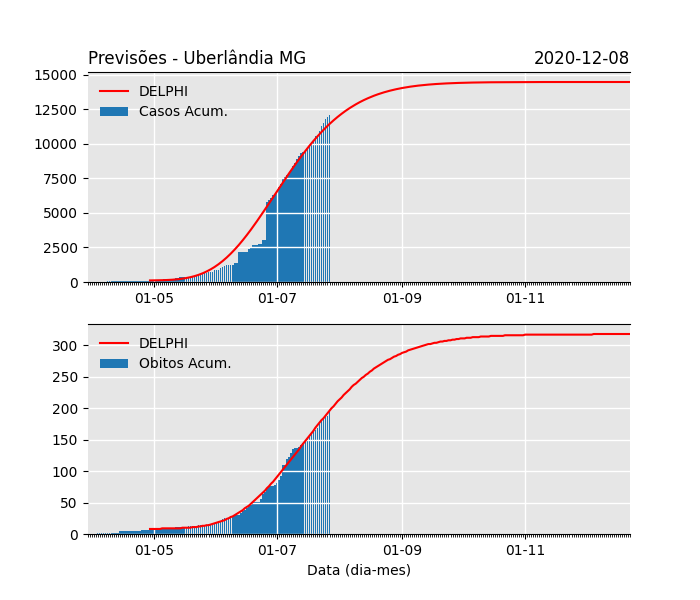 Previsões - Uberlândia MG 2020-12-08
15000
12500
10000
7500
5000
2500
0
DELPHI
Casos Acum.
01-05 01-07 01-09 01-11
300
250
200
150
100
50
0
DELPHI
Obitos Acum.
01-05 01-07 01-09 01-11
Data (dia-mes)